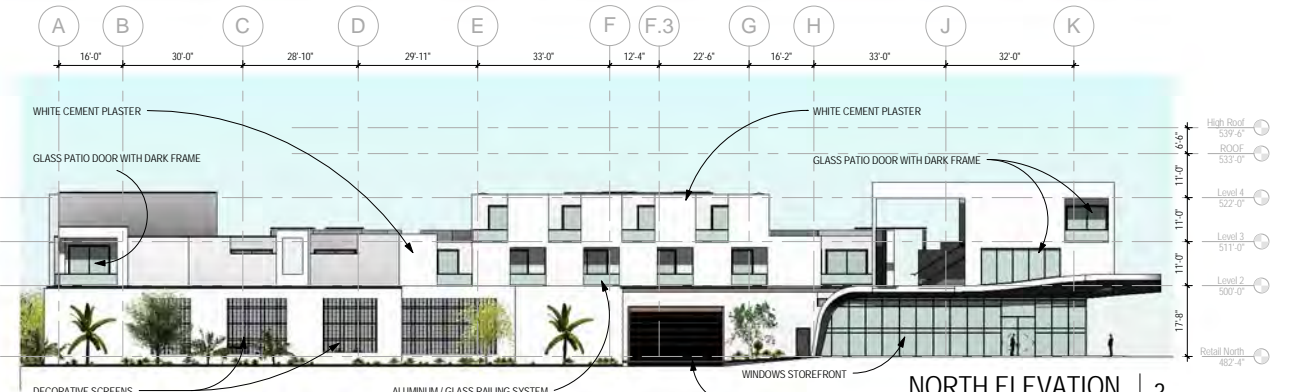 A B C D E F F.3 G H J K
16'-0" 30'-0" 28'-10" 29'-11" 33'-0" 12'-4" 22'-6" 16'-2" 33'-0" 32'-0"
WHITE CEMENT PLASTER
WHITE CEMENT PLASTER
GLASS PATIO DOOR WITH DARK FRAME
GLASS PATIO DOOR WITH DARK FRAME
6'-6"
11'-0"
11'-0"
11'-0"
17'-8"
High Roof
539'-6"
ROOF
533'-0"
Level 4
522'-0"
Level 3
511'-0"
Level 2
500'-0"
Retail North
482'-4"
WINDOWS STOREFRONT
DECORATIVE SCREENS
ALUMINUM / GLASS RAILING SYSTEM
NORTH ELEVATION 2